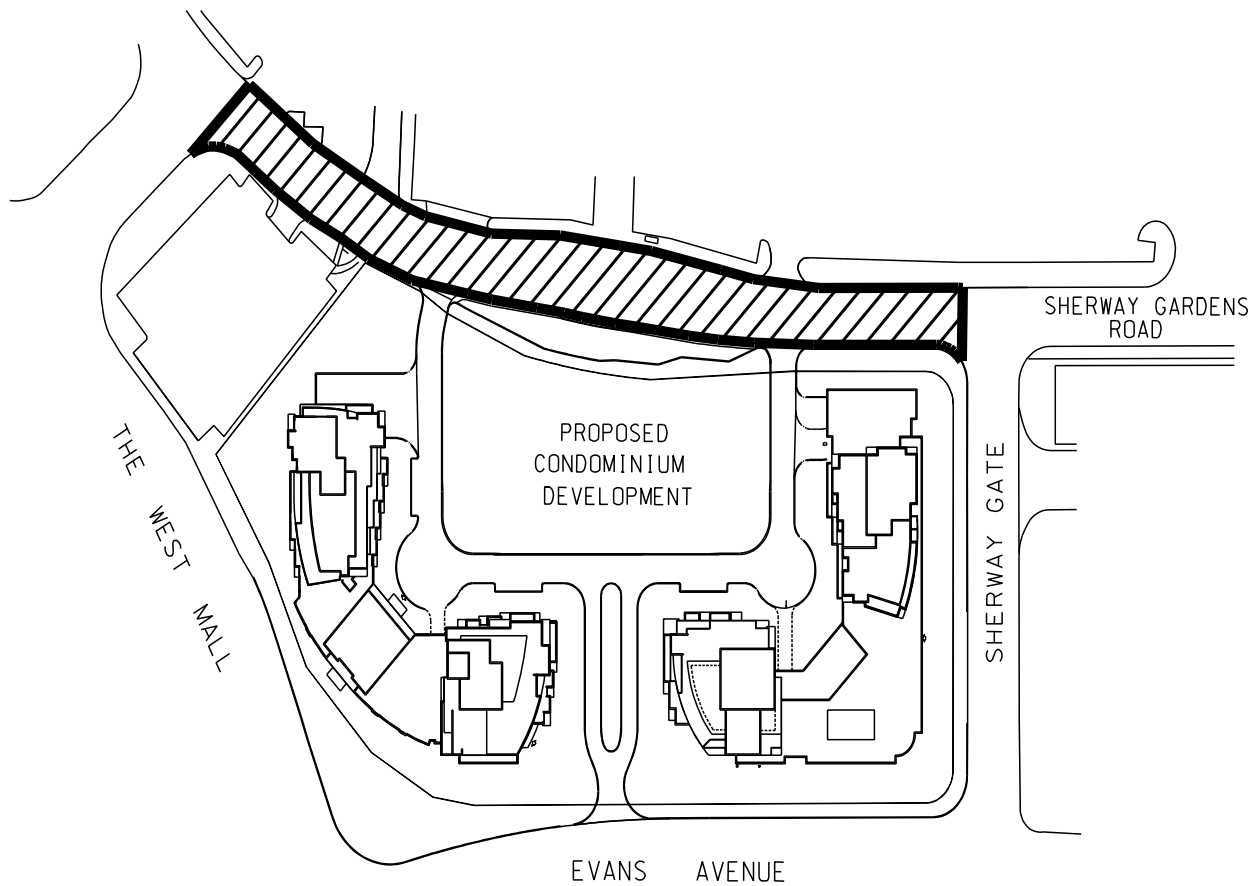 SHERWAY GARDENS
ROAD
PROPOSED
CONDOMINIUM
DEVELOPMENT
THE WEST MALL
SHERWAY GATE
EVANS AVENUE